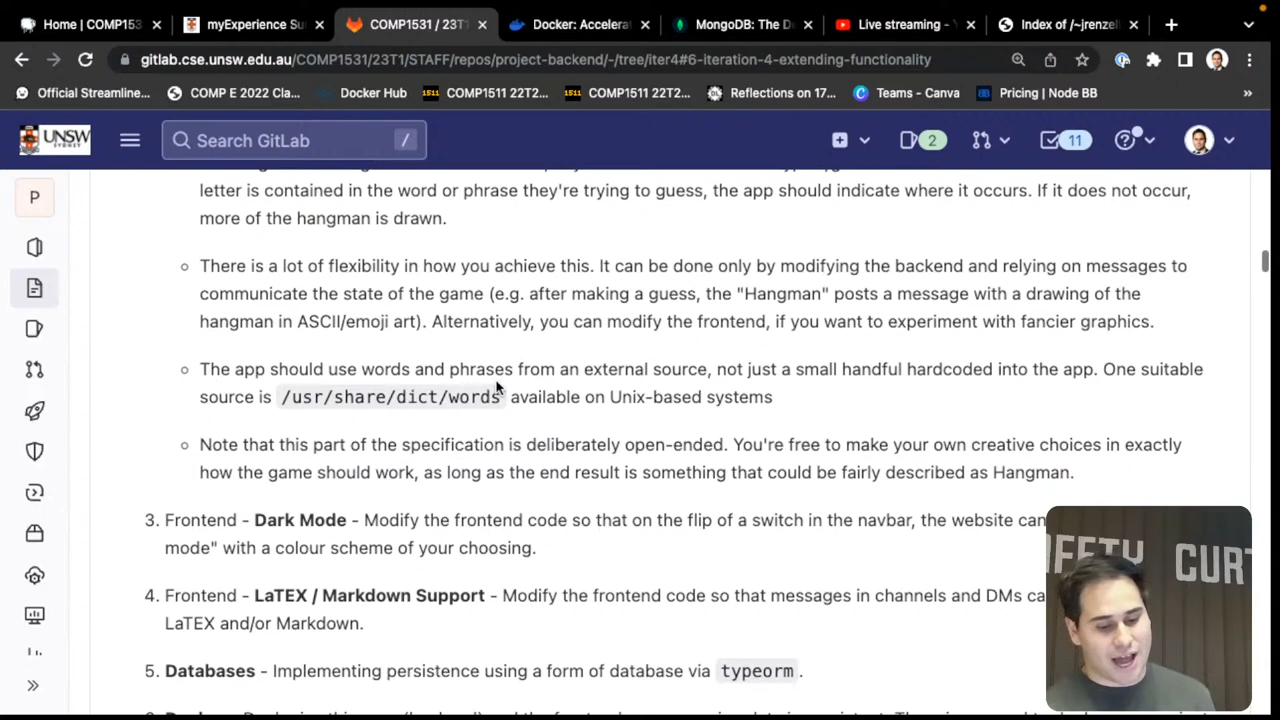 Home | COMP153
myExperience Su
COMP1531 / 23T1
Docker: Accelera
MongoDB: The D
Live streaming - Y
Index of /~jrenzel
gitlab.cse.unsw.edu.au/COMP1531/23T1/STAFF/repos/project-backend/-/tree/iter4#6-iteration-4-extending-functionality
Official Streamline...
COMP E 2022 Cla...
Docker Hub
COMP1511 22T2...
COMP1511 22T2...
Reflections on 17...
Teams - Canva
Pricing | Node BB
»
UNSW
SYDNEY
Search GitLab
/
2
11
P
letter is contained in the word or phrase they're trying to guess, the app should indicate where it occurs. If it does not occur,
more of the hangman is drawn.
There is a lot of flexibility in how you achieve this. It can be done only by modifying the backend and relying on messages to
communicate the state of the game (e.g. after making a guess, the "Hangman" posts a message with a drawing of the
hangman in ASCII/emoji art). Alternatively, you can modify the frontend, if you want to experiment with fancier graphics.
The app should use words and phrases from an external source, not just a small handful hardcoded into the app. One suitable
source is /usr/share/dict/words available on Unix-based systems
Note that this part of the specification is deliberately open-ended. You're free to make your own creative choices in exactly
how the game should work, as long as the end result is something that could be fairly described as Hangman.
3. Frontend - Dark Mode - Modify the frontend code so that on the flip of a switch in the navbar, the website can
mode" with a colour scheme of your choosing.
4. Frontend - LaTEX / Markdown Support - Modify the frontend code so that messages in channels and DMs ca
LaTEX and/or Markdown.
5. Databases - Implementing persistence using a form of database via typeorm.
CURT